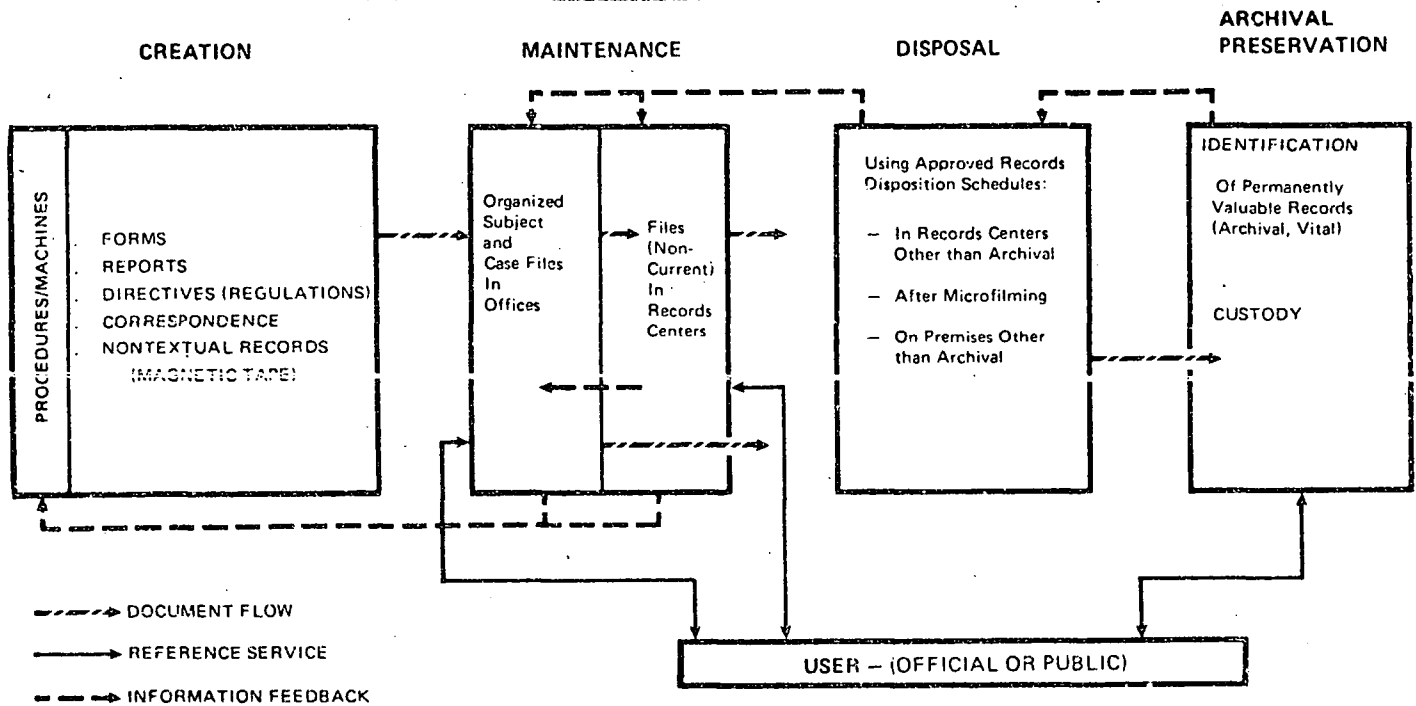 CREATION
MAINTENANCE
DISPOSAL
ARCHIVAL
PRESERVATION
PROCEDURES/MACHINES
. FORMS
. REPORTS
. DIRECTIVES (REGULATIONS)
. CORRESPONDENCE
. NONTEXTUAL RECORDS
(MAGNETIC TAPE)
Organized
Subject
and
Case Files
In
Offices
Files
(Non-
Current)
In
Records
Centers
Using Approved Records
Disposition Schedules:
– In Records Centers
Other than Archival
– After Microfilming
– On Premises Other
than Archival
IDENTIFICATION
Of Permanently
Valuable Records
(Archival, Vital)
CUSTODY
DOCUMENT FLOW
REFERENCE SERVICE
INFORMATION FEEDBACK
USER – (OFFICIAL OR PUBLIC)